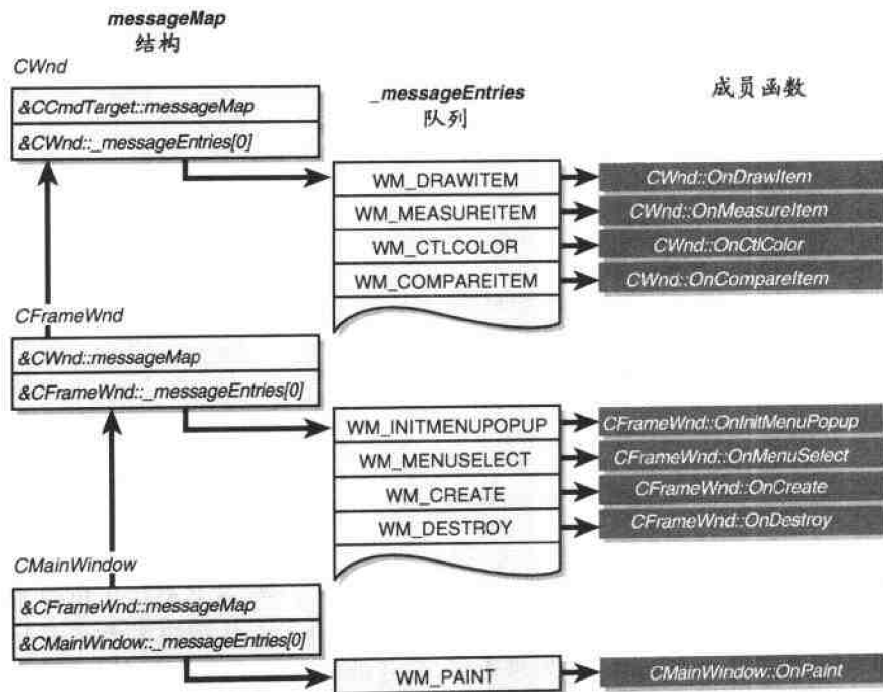 messageMap
结构
CWnd
&CCmdTarget::messageMap
&CWnd::_messageEntries[0]
_messageEntries
队列
成员函数
WM_DRAWITEM
CWnd::OnDrawItem
WM_MEASUREITEM
CWnd::OnMeasureItem
WM_CTLCOLOR
CWnd::OnCtlColor
WM_COMPAREITEM
CWnd::OnCompareItem
CFrameWnd
&CWnd::messageMap
&CFrameWnd::_messageEntries[0]
WM_INITMENUPOPUP
CFrameWnd::OnInitMenuPopup
WM_MENUSELECT
CFrameWnd::OnMenuSelect
WM_CREATE
CFrameWnd::OnCreate
WM_DESTROY
CFrameWnd::OnDestroy
CMainWindow
&CFrameWnd::messageMap
&CMainWindow::_messageEntries[0]
WM_PAINT
CMainWindow::OnPaint